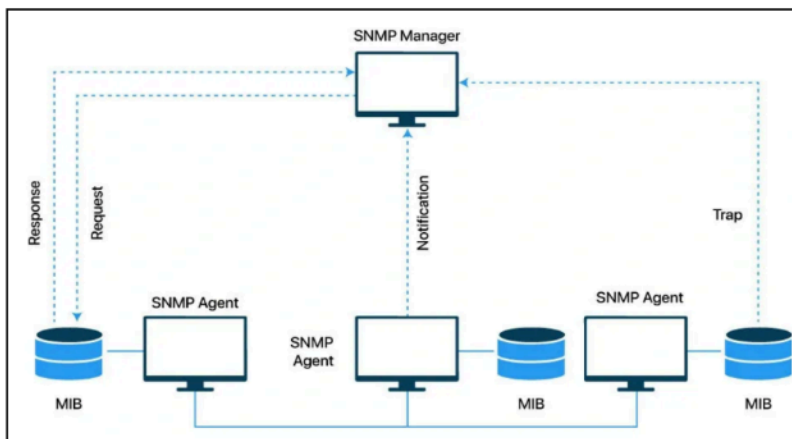 SNMP Manager
Response
Request
Notification
Trap
SNMP Agent
SNMP
Agent
SNMP Agent
MIB
MIB
MIB